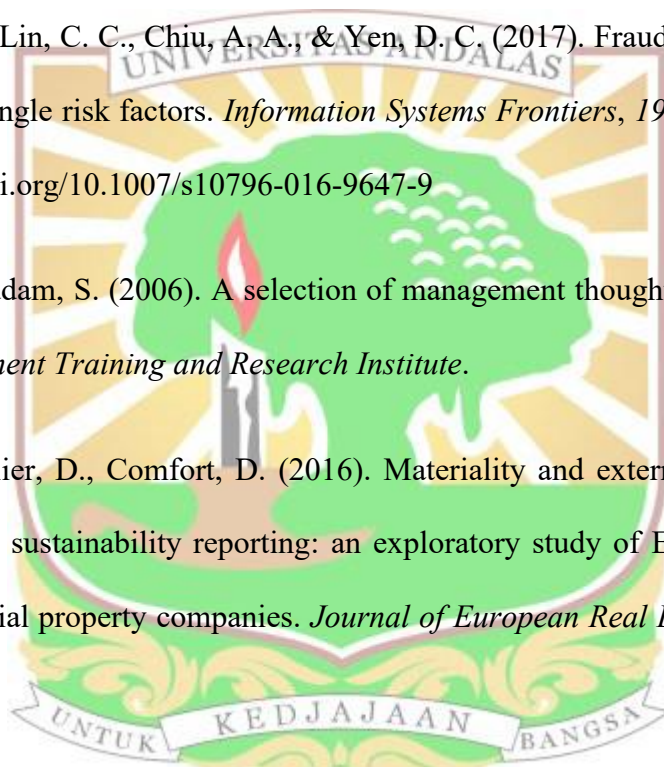 Lin, C. C., Chiu, A. A., & Yen, D. C. (2017). Fraud
UNIVERSITAS ANDALAS
ngle risk factors. Information Systems Frontiers, 19
i.org/10.1007/s10796-016-9647-9
dam, S. (2006). A selection of management though
nent Training and Research Institute.
ier, D., Comfort, D. (2016). Materiality and extern
sustainability reporting: an exploratory study of E
ial property companies. Journal of European Real
UNTUK KEDJAJAAN BANGSA